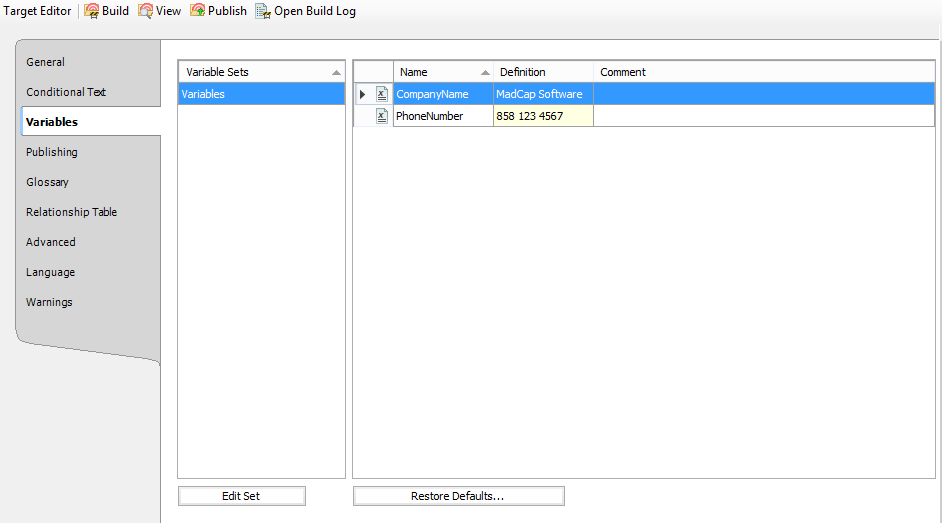 Target Editor Build View Publish Open Build Log
General
Conditional Text
Variables
Publishing
Glossary
Relationship Table
Advanced
Language
Warnings
Variable Sets
Variables
Name Definition Comment
CompanyName MadCap Software
PhoneNumber 858 123 4567
Edit Set
Restore Defaults...